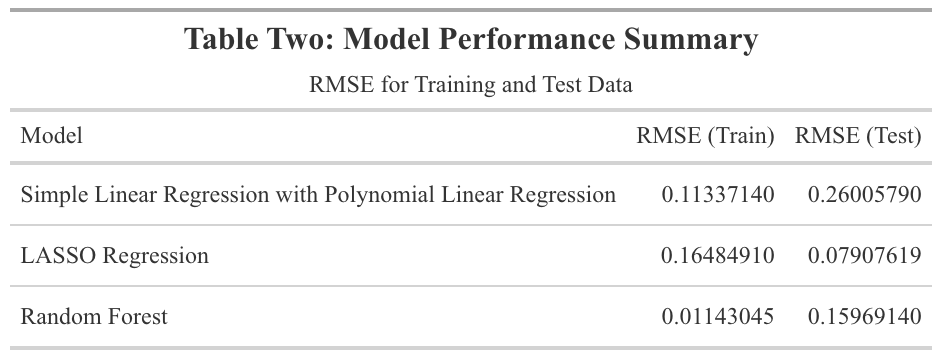 Table Two: Model Performance Summary
RMSE for Training and Test Data
Model RMSE (Train) RMSE (Test)
Simple Linear Regression with Polynomial Linear Regression 0.11337140 0.26005790
LASSO Regression 0.16484910 0.07907619
Random Forest 0.01143045 0.15969140